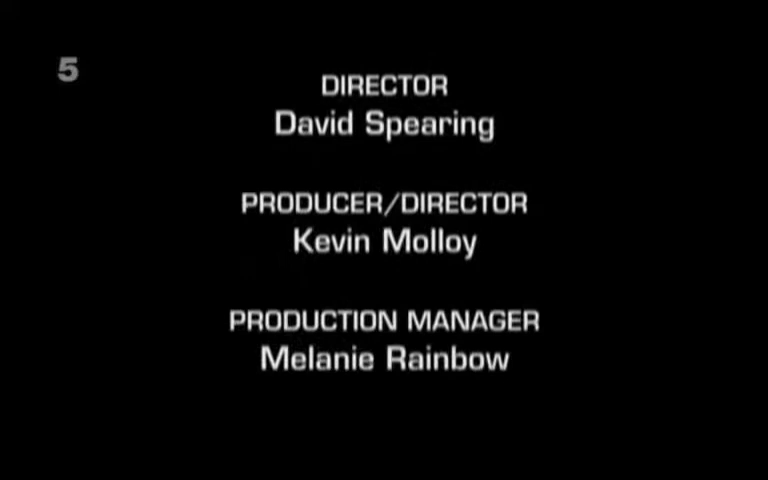 5
DIRECTOR
David Spearing
PRODUCER/DIRECTOR
Kevin Molloy
PRODUCTION MANAGER
Melanie Rainbow